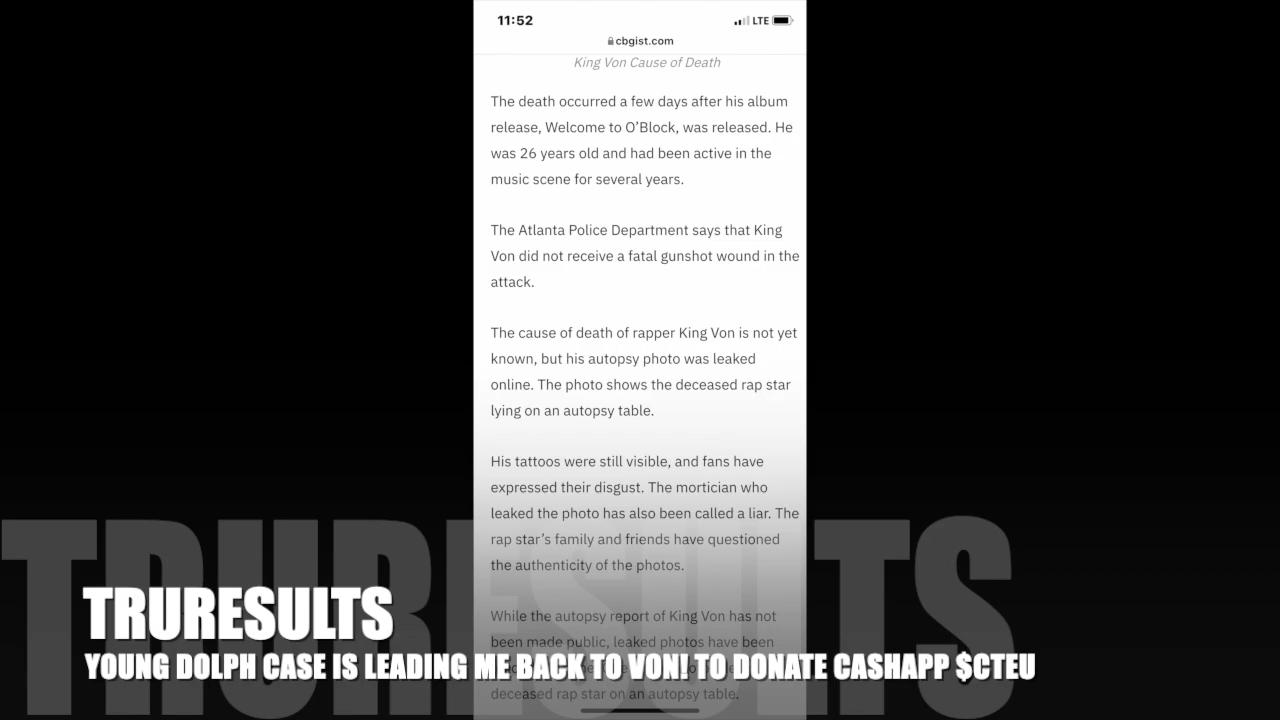 11:52
LTE
cbgist.com
King Von Cause of Death
The death occurred a few days after his album
release, Welcome to O'Block, was released. He
was 26 years old and had been active in the
music scene for several years.
The Atlanta Police Department says that King
Von did not receive a fatal gunshot wound in the
attack.
The cause of death of rapper King Von is not yet
known, but his autopsy photo was leaked
online. The photo shows the deceased rap star
lying on an autopsy table.
His tattoos were still visible, and fans have
expressed their disgust. The mortician who
leaked the photo has also been called a liar. The
rap star's family and friends have questioned
the authenticity of the photos.
While the autopsy report of King Von has not
been made public, leaked photos have been
deceased rap star on an autopsy table.
TRURESULTS
TRURESULTS
YOUNG DOLPH CASE IS LEADING ME BACK TO VON! TO DONATE CASHAPP $CTEU